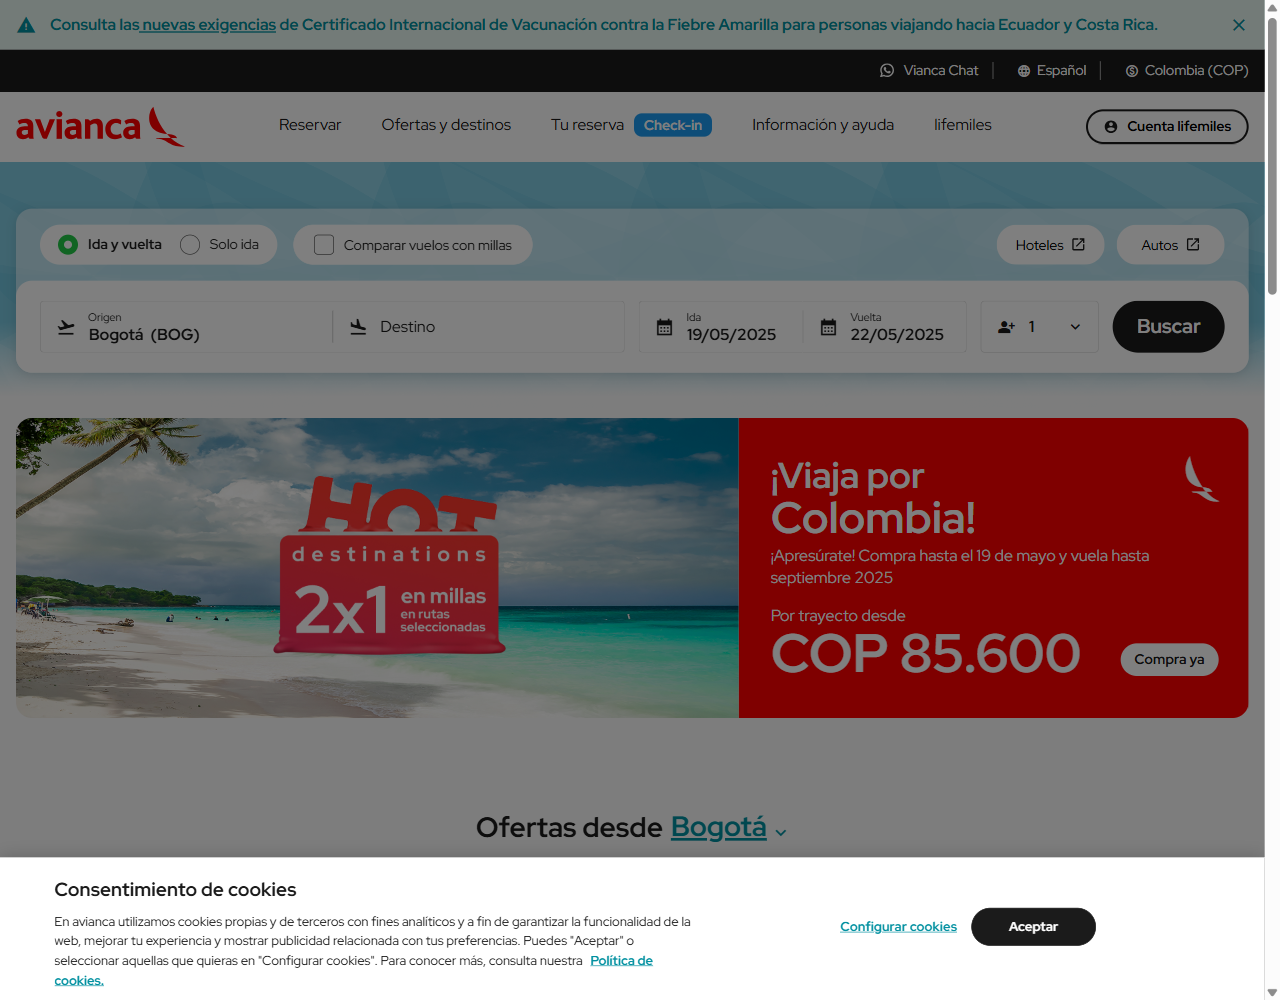 Consulta las nuevas exigencias de Certificado Internacional de Vacunación contra la Fiebre Amarilla para personas viajando hacia Ecuador y Costa Rica.
Vianca Chat
Español
Colombia (COP)
avianca
Reservar
Ofertas y destinos
Tu reserva
Check-in
Información y ayuda
lifemiles
Cuenta lifemiles
Ida y vuelta
Solo ida
Comparar vuelos con millas
Hoteles
Autos
Origen
Bogotá (BOG)
Destino
Ida
19/05/2025
Vuelta
22/05/2025
1
Buscar
HOT
destinations
2x1
en millas
en rutas
seleccionadas
¡Viaja por
Colombia!
¡Apresúrate! Compra hasta el 19 de mayo y vuela hasta
septiembre 2025
Por trayecto desde
COP 85.600
Compra ya
Ofertas desde Bogotá
Consentimiento de cookies
En avianca utilizamos cookies propias y de terceros con fines analíticos y a fin de garantizar la funcionalidad de la
web, mejorar tu experiencia y mostrar publicidad relacionada con tus preferencias. Puedes "Aceptar" o
seleccionar aquellas que quieras en "Configurar cookies". Para conocer más, consulta nuestra Política de
cookies.
Configurar cookies
Aceptar